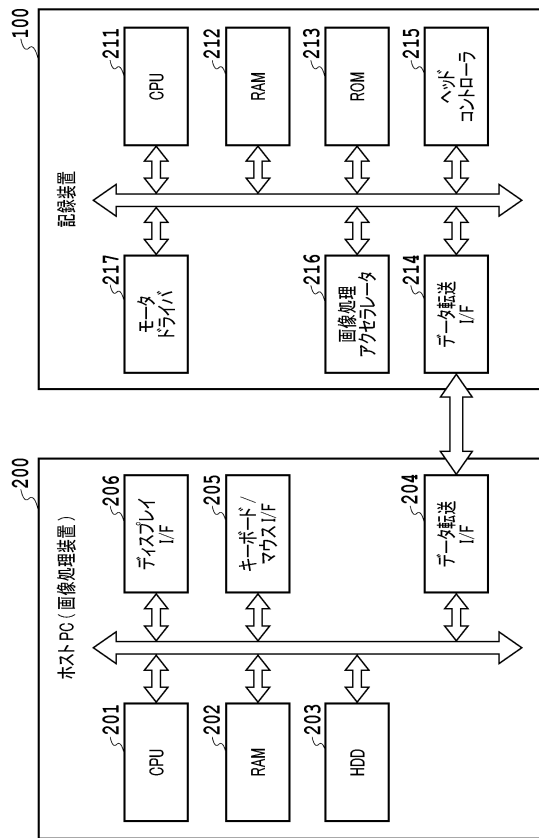 200
ホストPC(画像処理装置)
201
CPU
202
RAM
203
HDD
206
ディスプレイ
I/F
205
キーボード/
マウスI/F
204
データ転送
I/F
100
記録装置
217
モータ
ドライバ
216
画像処理
アクセラレータ
214
データ転送
I/F
211
CPU
212
RAM
213
ROM
215
ヘッド
コントローラ